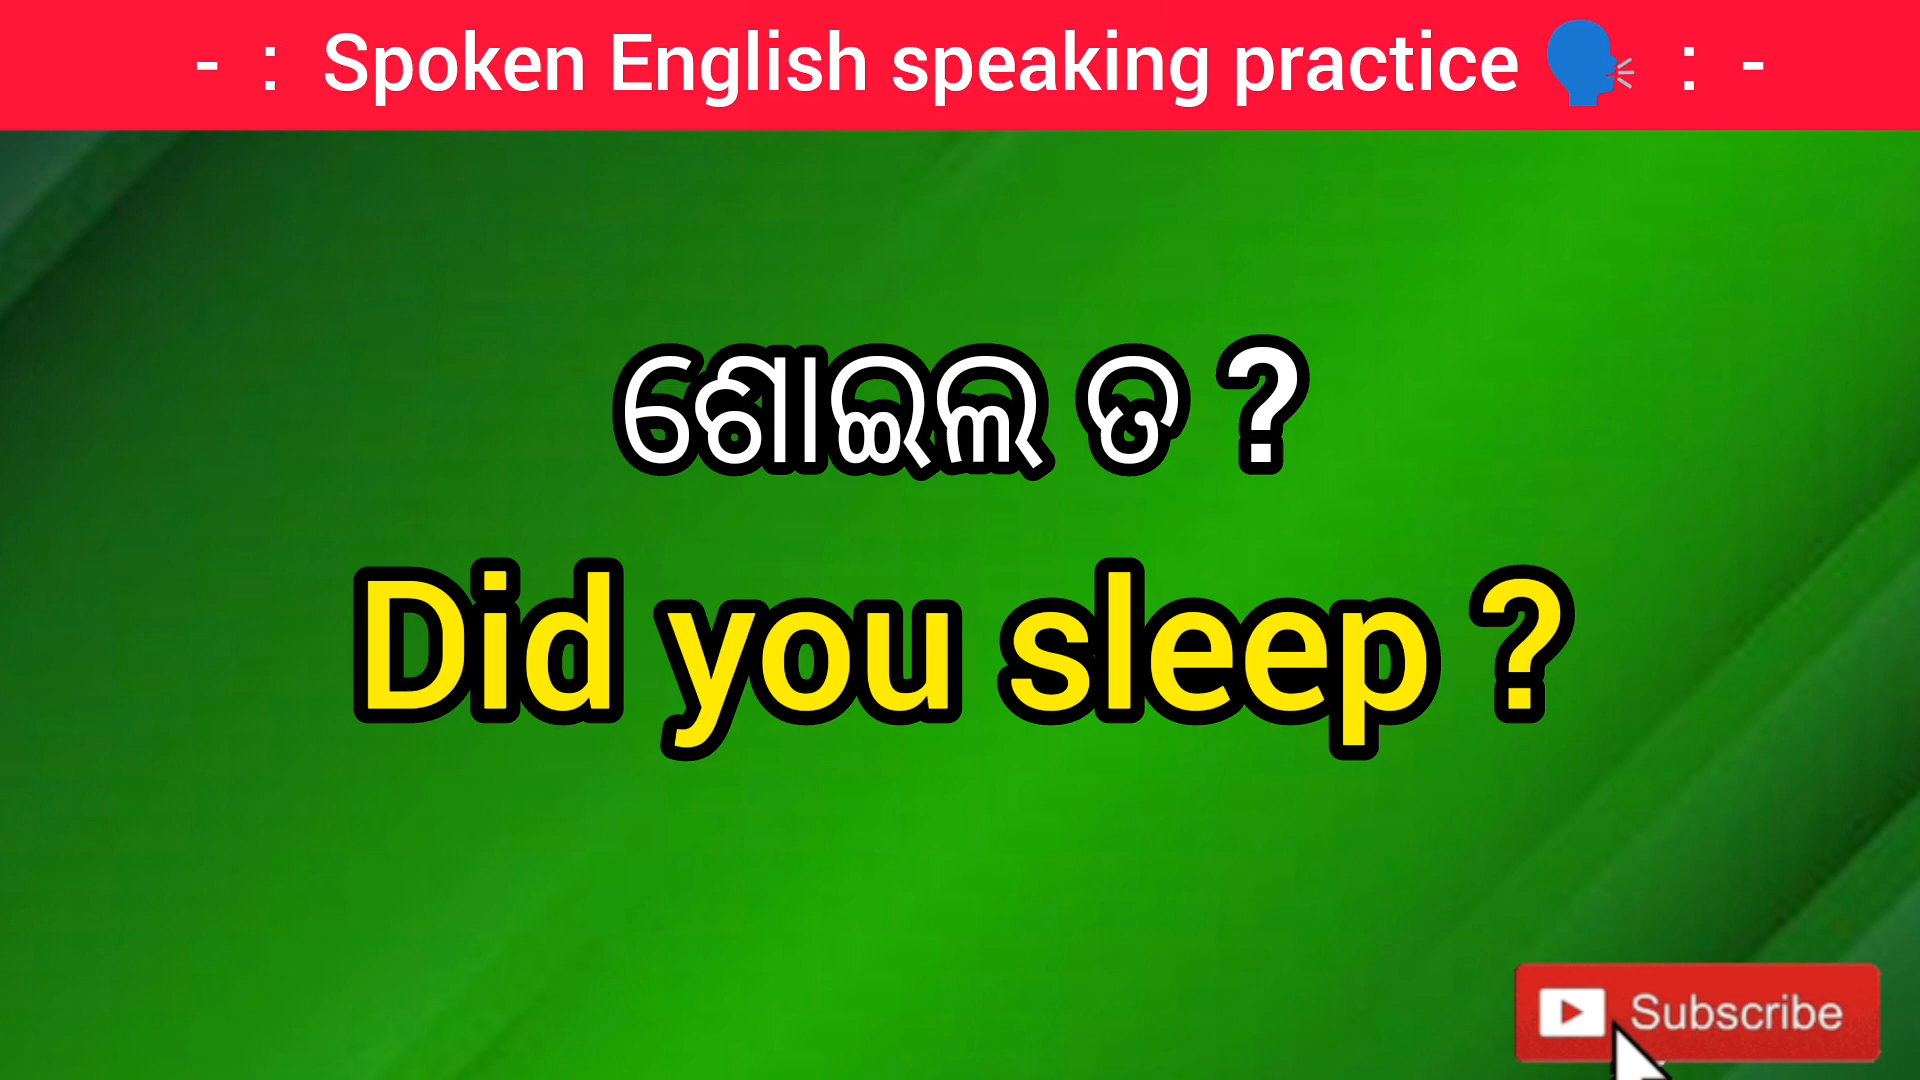 - : Spoken English speaking practice 🗣 : -
ଶୋଇଲ ତ ?
Did you sleep ?
Subscribe